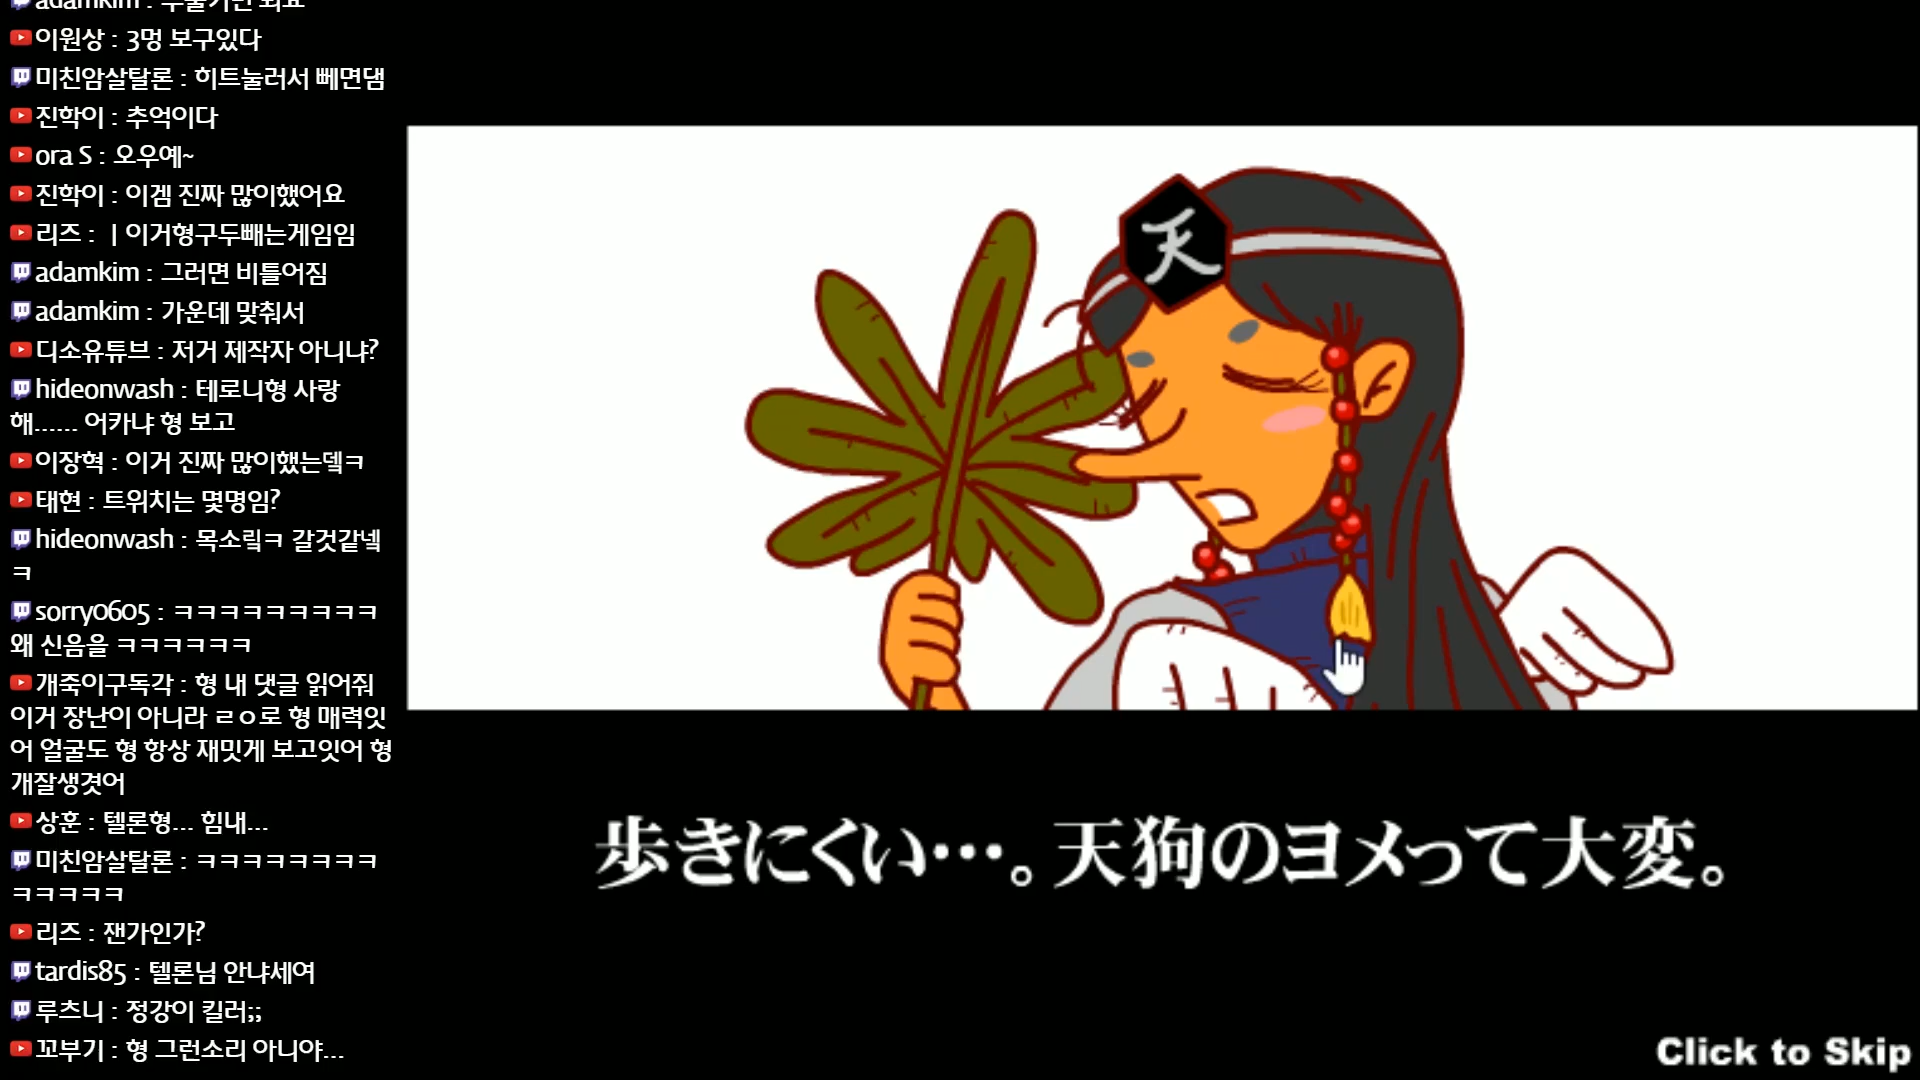 이원상 : 3명 보구있다
미친암살탈론 : 히트눌러서 뻬면댐
진학이 : 추억이다
ora S : 오우예~
진학이 : 이겜 진짜 많이했어요
리즈 : ㅣ이거형구두빼는게임임
adamkim : 그러면 비틀어짐
adamkim : 가운데 맞춰서
디소유튜브 : 저거 제작자 아니냐?
hideonwash : 테로니형 사랑
해...... 어카냐 형 보고
이장혁 : 이거 진짜 많이했는뎈ㅋ
태현 : 트위치는 몇명임?
hideonwash : 목소맄ㅋ 갈것같넼
ㅋ
sorry0605 : ㅋㅋㅋㅋㅋㅋㅋㅋㅋ
왜 신음을 ㅋㅋㅋㅋㅋㅋ
개죽이구독각 : 형 내 댓글 읽어줘
이거 장난이 아니라 ㄹㅇ로 형 매력잇
어 얼굴도 형 항상 재밋게 보고잇어 형
개잘생겻어
상훈 : 텔론형... 힘내...
미친암살탈론 : ㅋㅋㅋㅋㅋㅋㅋㅋ
ㅋㅋㅋㅋㅋ
리즈 : 잰가인가?
tardis85 : 텔론님 안냐세여
루츠니 : 정강이 킬러;;
꼬부기 : 형 그런소리 아니야...
天
歩きにくい…。天狗のヨメって大変。
Click to Skip